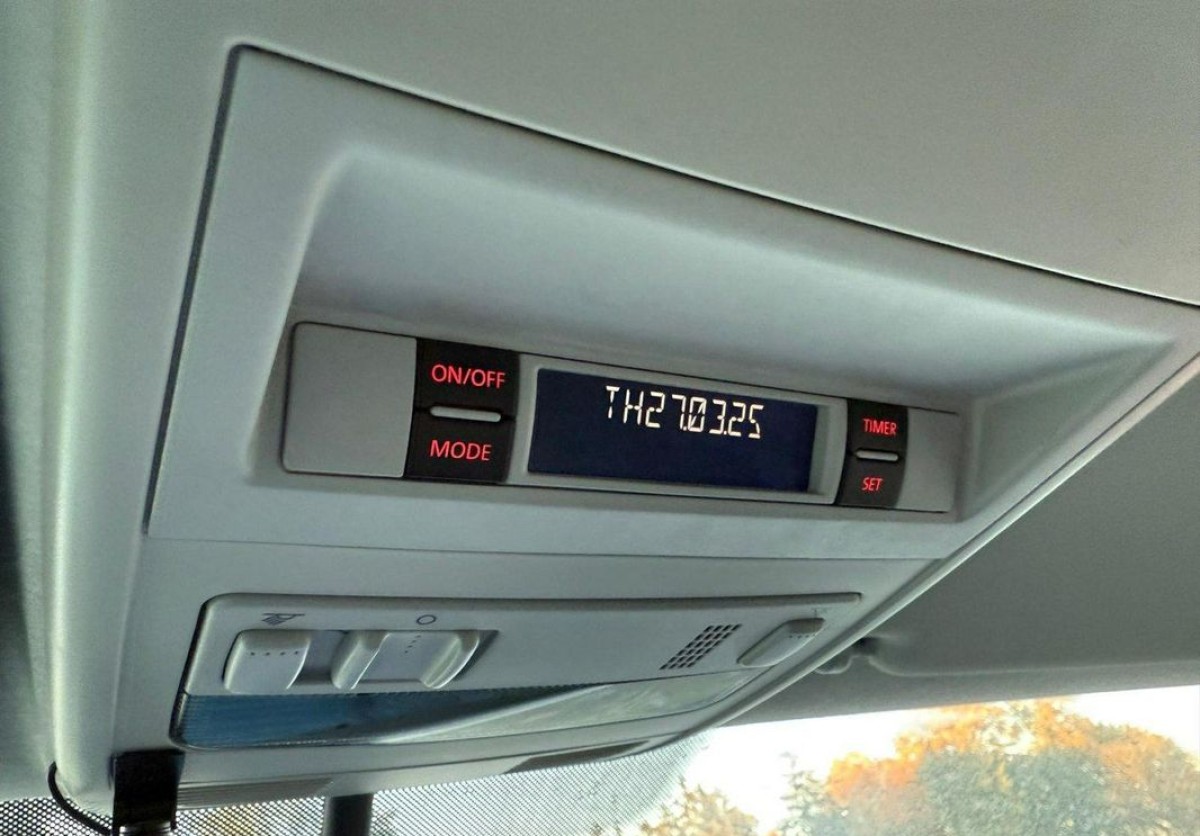 ON/OFF
MODE
TH27.03.25
TIMER
SET